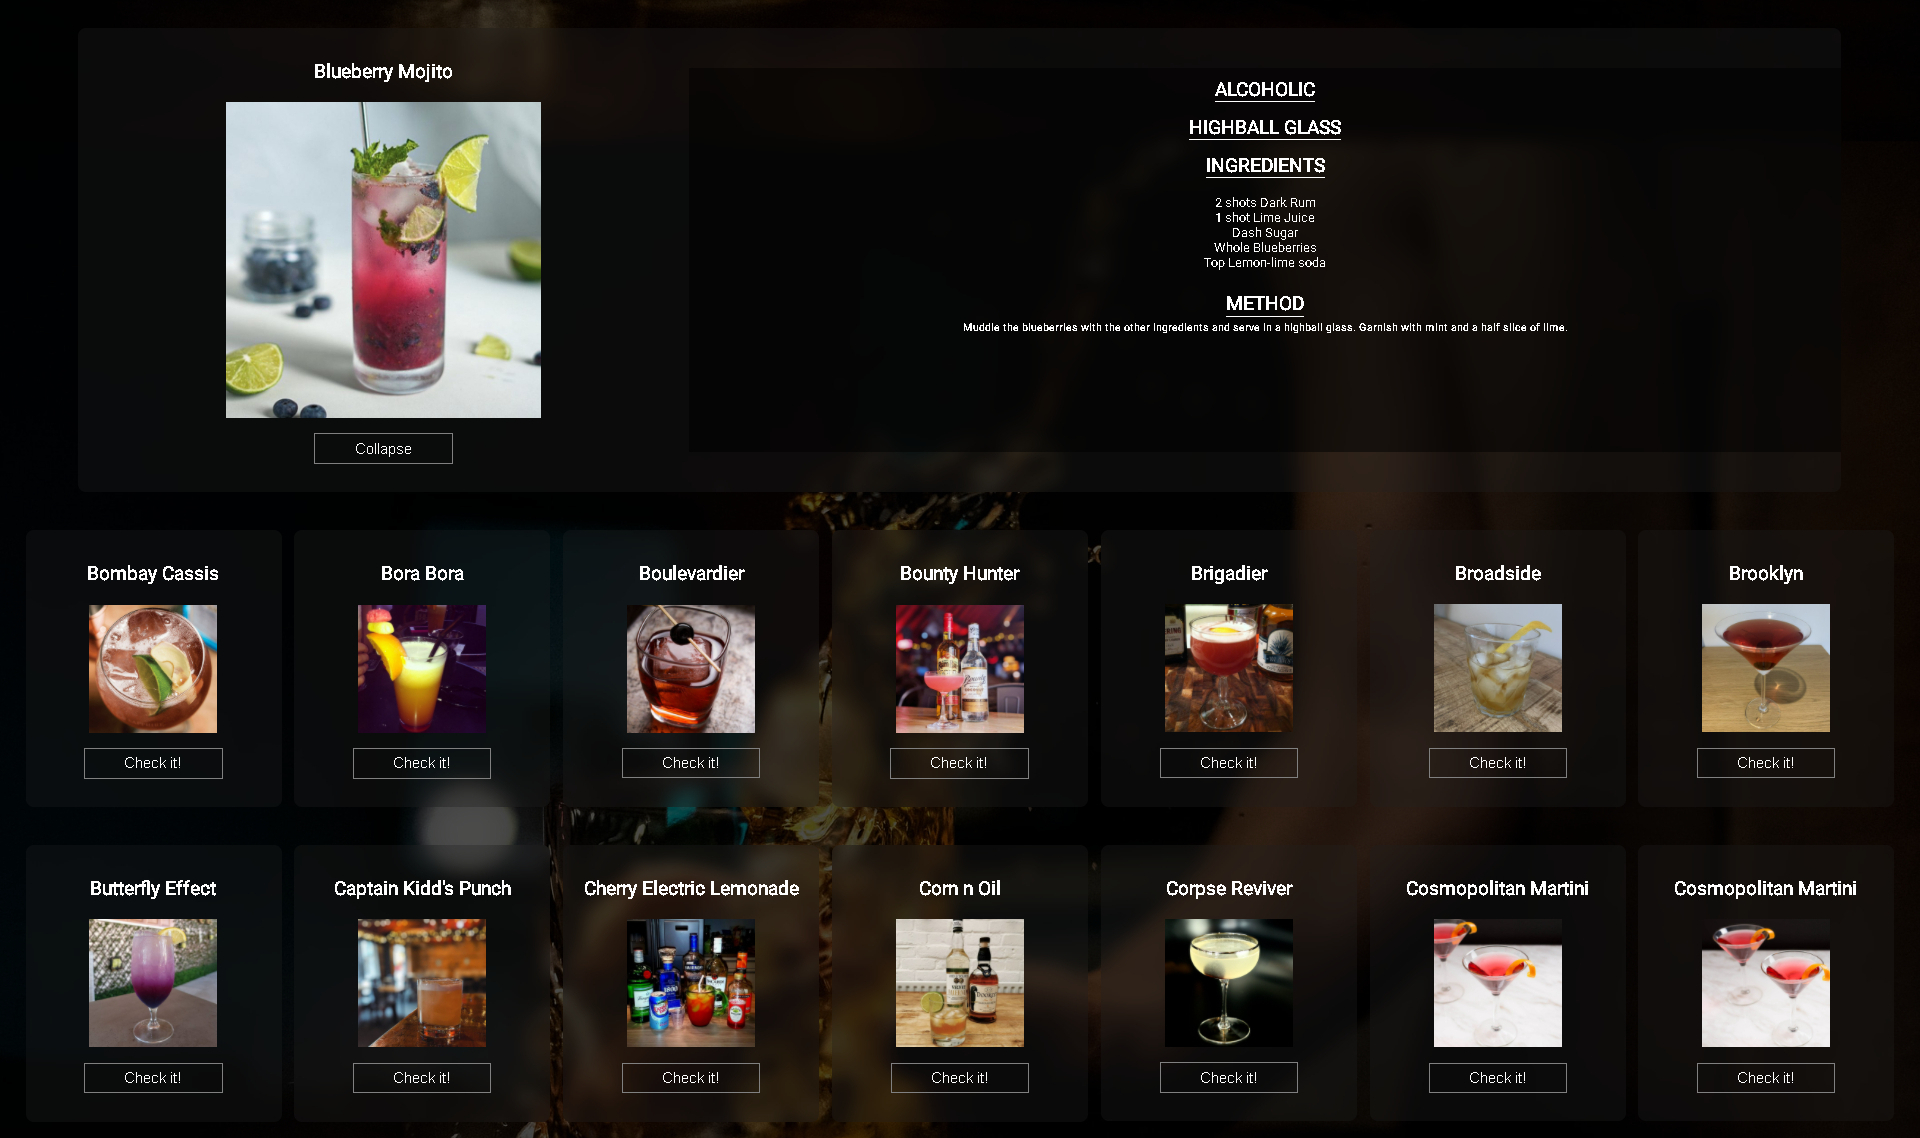 Blueberry Mojito
Collapse
ALCOHOLIC
HIGHBALL GLASS
INGREDIENTS
2 shots Dark Rum
1 shot Lime Juice
Dash Sugar
Whole Blueberries
Top Lemon-lime soda
METHOD
Muddle the blueberries with the other ingredients and serve in a highball glass. Garnish with mint and a half slice of lime.
Bombay Cassis
Check it!
Bora Bora
Check it!
Boulevardier
Check it!
Bounty Hunter
Check it!
Brigadier
Check it!
Broadside
Check it!
Brooklyn
Check it!
Butterfly Effect
Check it!
Captain Kidd's Punch
Check it!
Cherry Electric Lemonade
Check it!
Corn n Oil
Check it!
Corpse Reviver
Check it!
Cosmopolitan Martini
Check it!
Cosmopolitan Martini
Check it!